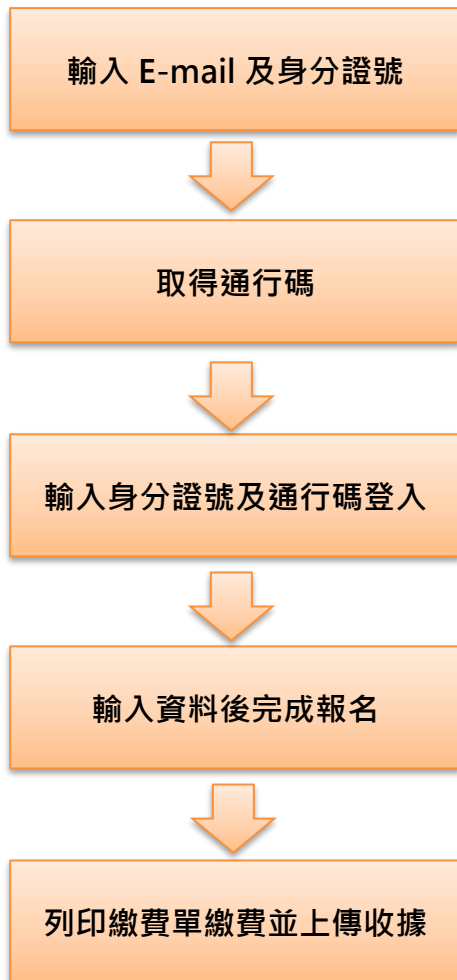 輸入 E-mail 及身分證號
取得通行碼
輸入身分證號及通行碼登入
輸入資料後完成報名
列印繳費單繳費並上傳收據